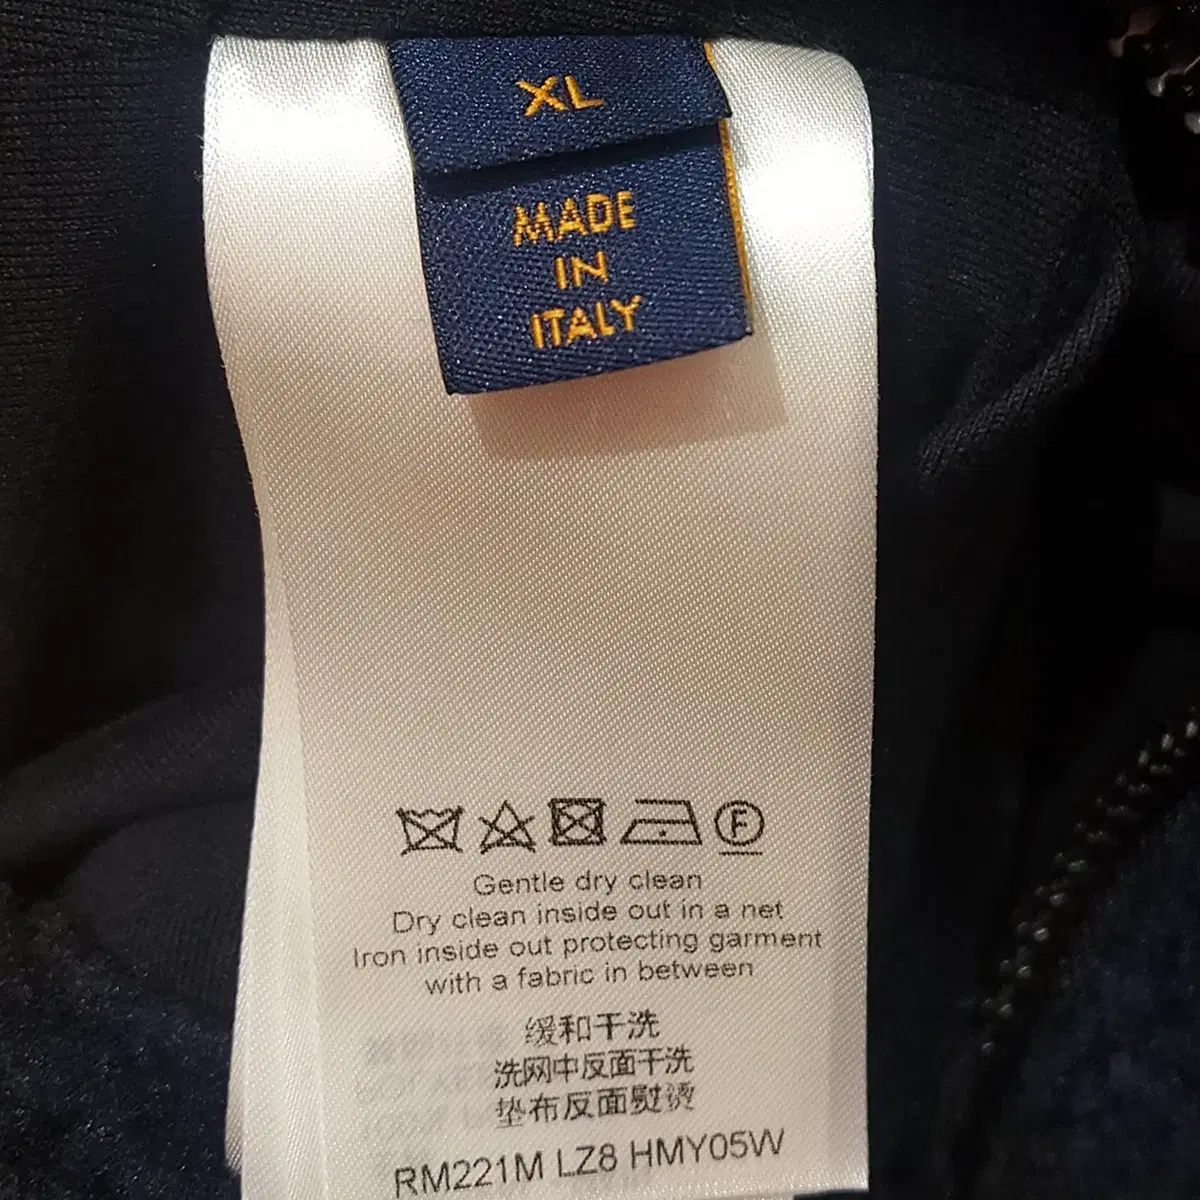 XL
MADE
IN
ITALY
F
Gentle dry clean
Dry clean inside out in a net
Iron inside out protecting garment
with a fabric in between
缓和干洗
洗网中反面干洗
垫布反面熨烫
RM221M LZ8 HMY05W